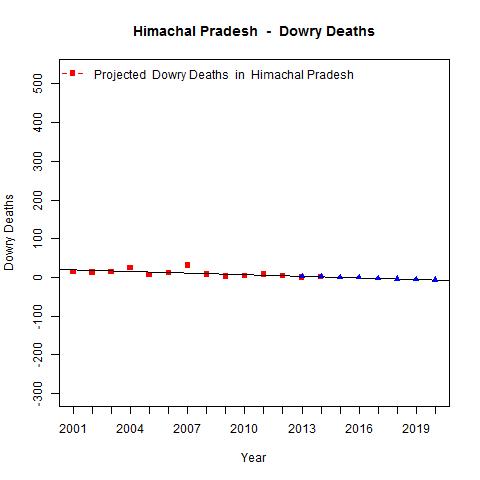 Himachal Pradesh - Dowry Deaths
Projected Dowry Deaths in Himachal Pradesh
500
400
300
200
100
0
-100
-200
-300
Dowry Deaths
2001 2004 2007 2010 2013 2016 2019
Year